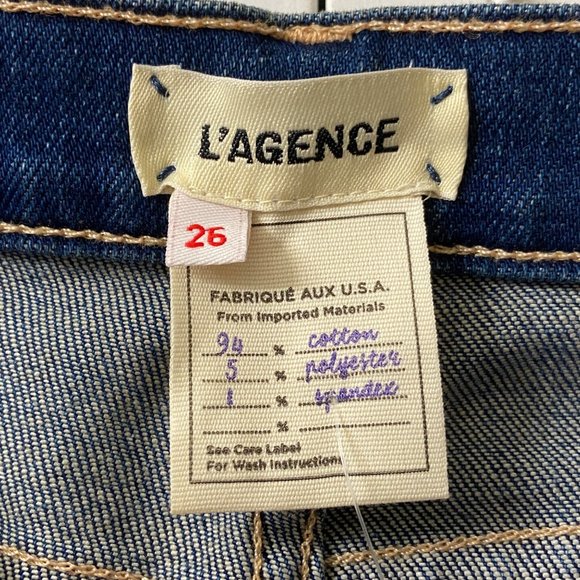 L'AGENCE
26
FABRIQUÉ AUX U.S.A.
From Imported Materials
94 % cotton
5 % polyester
1 % spandex
%
See Care Label
For Wash Instructions